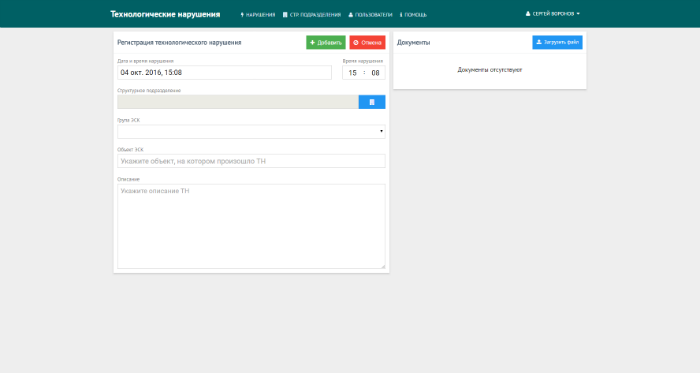 Технологические нарушения
НАРУШЕНИЯ
СТР. ПОДРАЗДЕЛЕНИЯ
ПОЛЬЗОВАТЕЛИ
ПОМОЩЬ
СЕРГЕЙ ВОРОНОВ
Регистрация технологического нарушения
Добавить
Отмена
Документы
Загрузить файл
Дата и время нарушения
Время нарушения
04 окт. 2016, 15:08
15 : 08
Документы отсутствуют
Структурное подразделение
Группа ЭСК
Объект ЭСК
Укажите объект, на котором произошло ТН
Описание
Укажите описание ТН